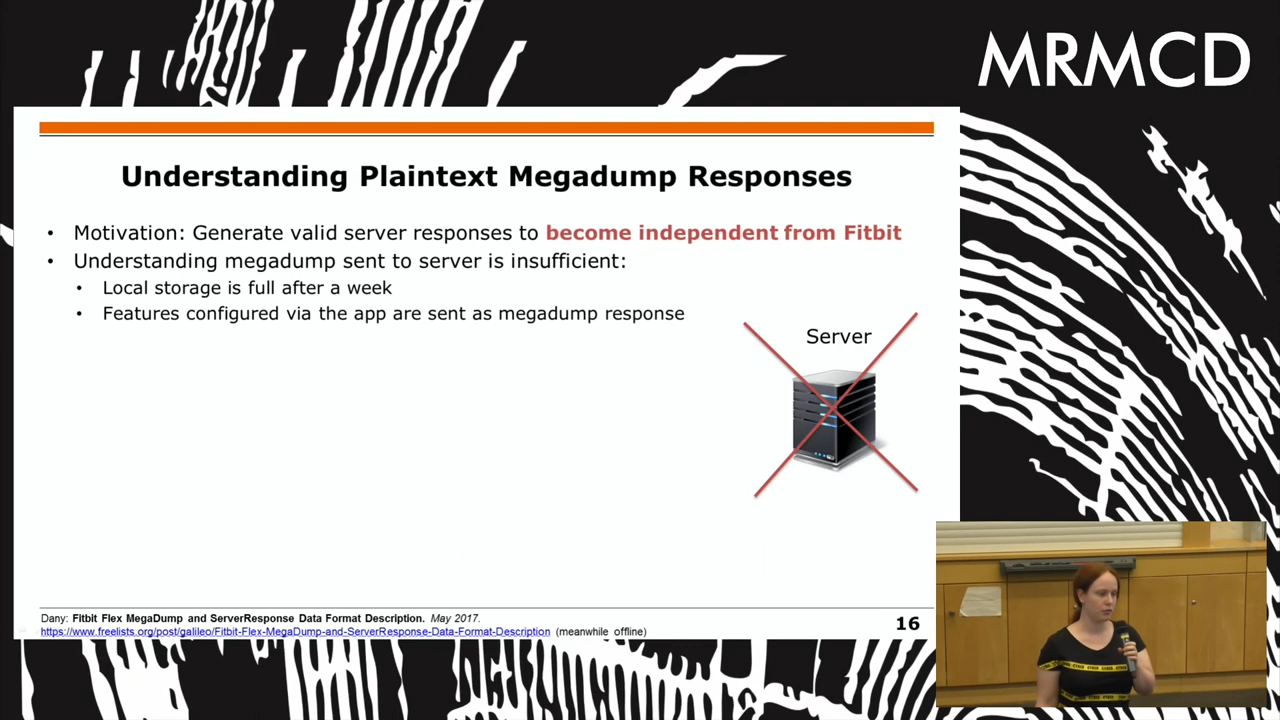 MRMCD
Understanding Plaintext Megadump Responses
• Motivation: Generate valid server responses to become independent from Fitbit
• Understanding megadump sent to server is insufficient:
• Local storage is full after a week
• Features configured via the app are sent as megadump response
Server
Dany: Fitbit Flex MegaDump and ServerResponse Data Format Description. May 2017.
https://www.freelists.org/post/galileo/Fitbit-Flex-MegaDump-and-ServerResponse-Data-Format-Description (meanwhile offline)
16